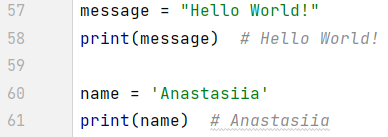 57 message = "Hello World!"
58 print(message)  # Hello World!
59
60 name = 'Anastasiia'
61 print(name)  # Anastasiia